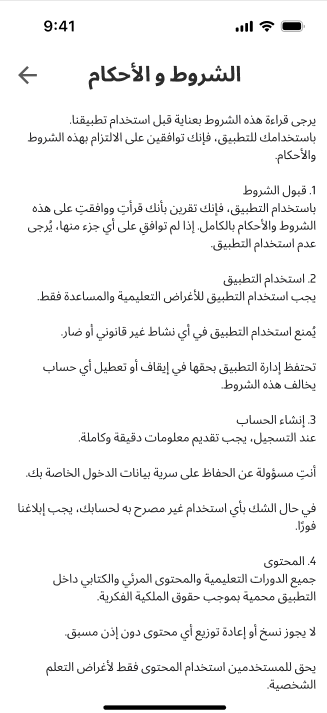 9:41
الشروط و الأحكام
يرجى قراءة هذه الشروط بعناية قبل استخدام تطبيقنا.
باستخدامك للتطبيق، فإنك توافقين على الالتزام بهذه الشروط
والأحكام.
1. قبول الشروط
باستخدام التطبيق، فإنك تقرين بأنك قرأتِ ووافقتِ على هذه
الشروط والأحكام بالكامل. إذا لم توافقِ على أي جزء منها، يُرجى
عدم استخدام التطبيق.
2. استخدام التطبيق
يجب استخدام التطبيق للأغراض التعليمية والمساعدة فقط.
يُمنع استخدام التطبيق في أي نشاط غير قانوني أو ضار.
تحتفظ إدارة التطبيق بحقها في إيقاف أو تعطيل أي حساب
يخالف هذه الشروط.
3. إنشاء الحساب
عند التسجيل، يجب تقديم معلومات دقيقة وكاملة.
أنتِ مسؤولة عن الحفاظ على سرية بيانات الدخول الخاصة بك.
في حال الشك بأي استخدام غير مصرح به لحسابك، يجب إبلاغنا
فورًا.
4. المحتوى
جميع الدورات التعليمية والمحتوى المرئي والكتابي داخل
التطبيق محمية بموجب حقوق الملكية الفكرية.
لا يجوز نسخ أو إعادة توزيع أي محتوى دون إذن مسبق.
يحق للمستخدمين استخدام المحتوى فقط لأغراض التعلم
الشخصية.